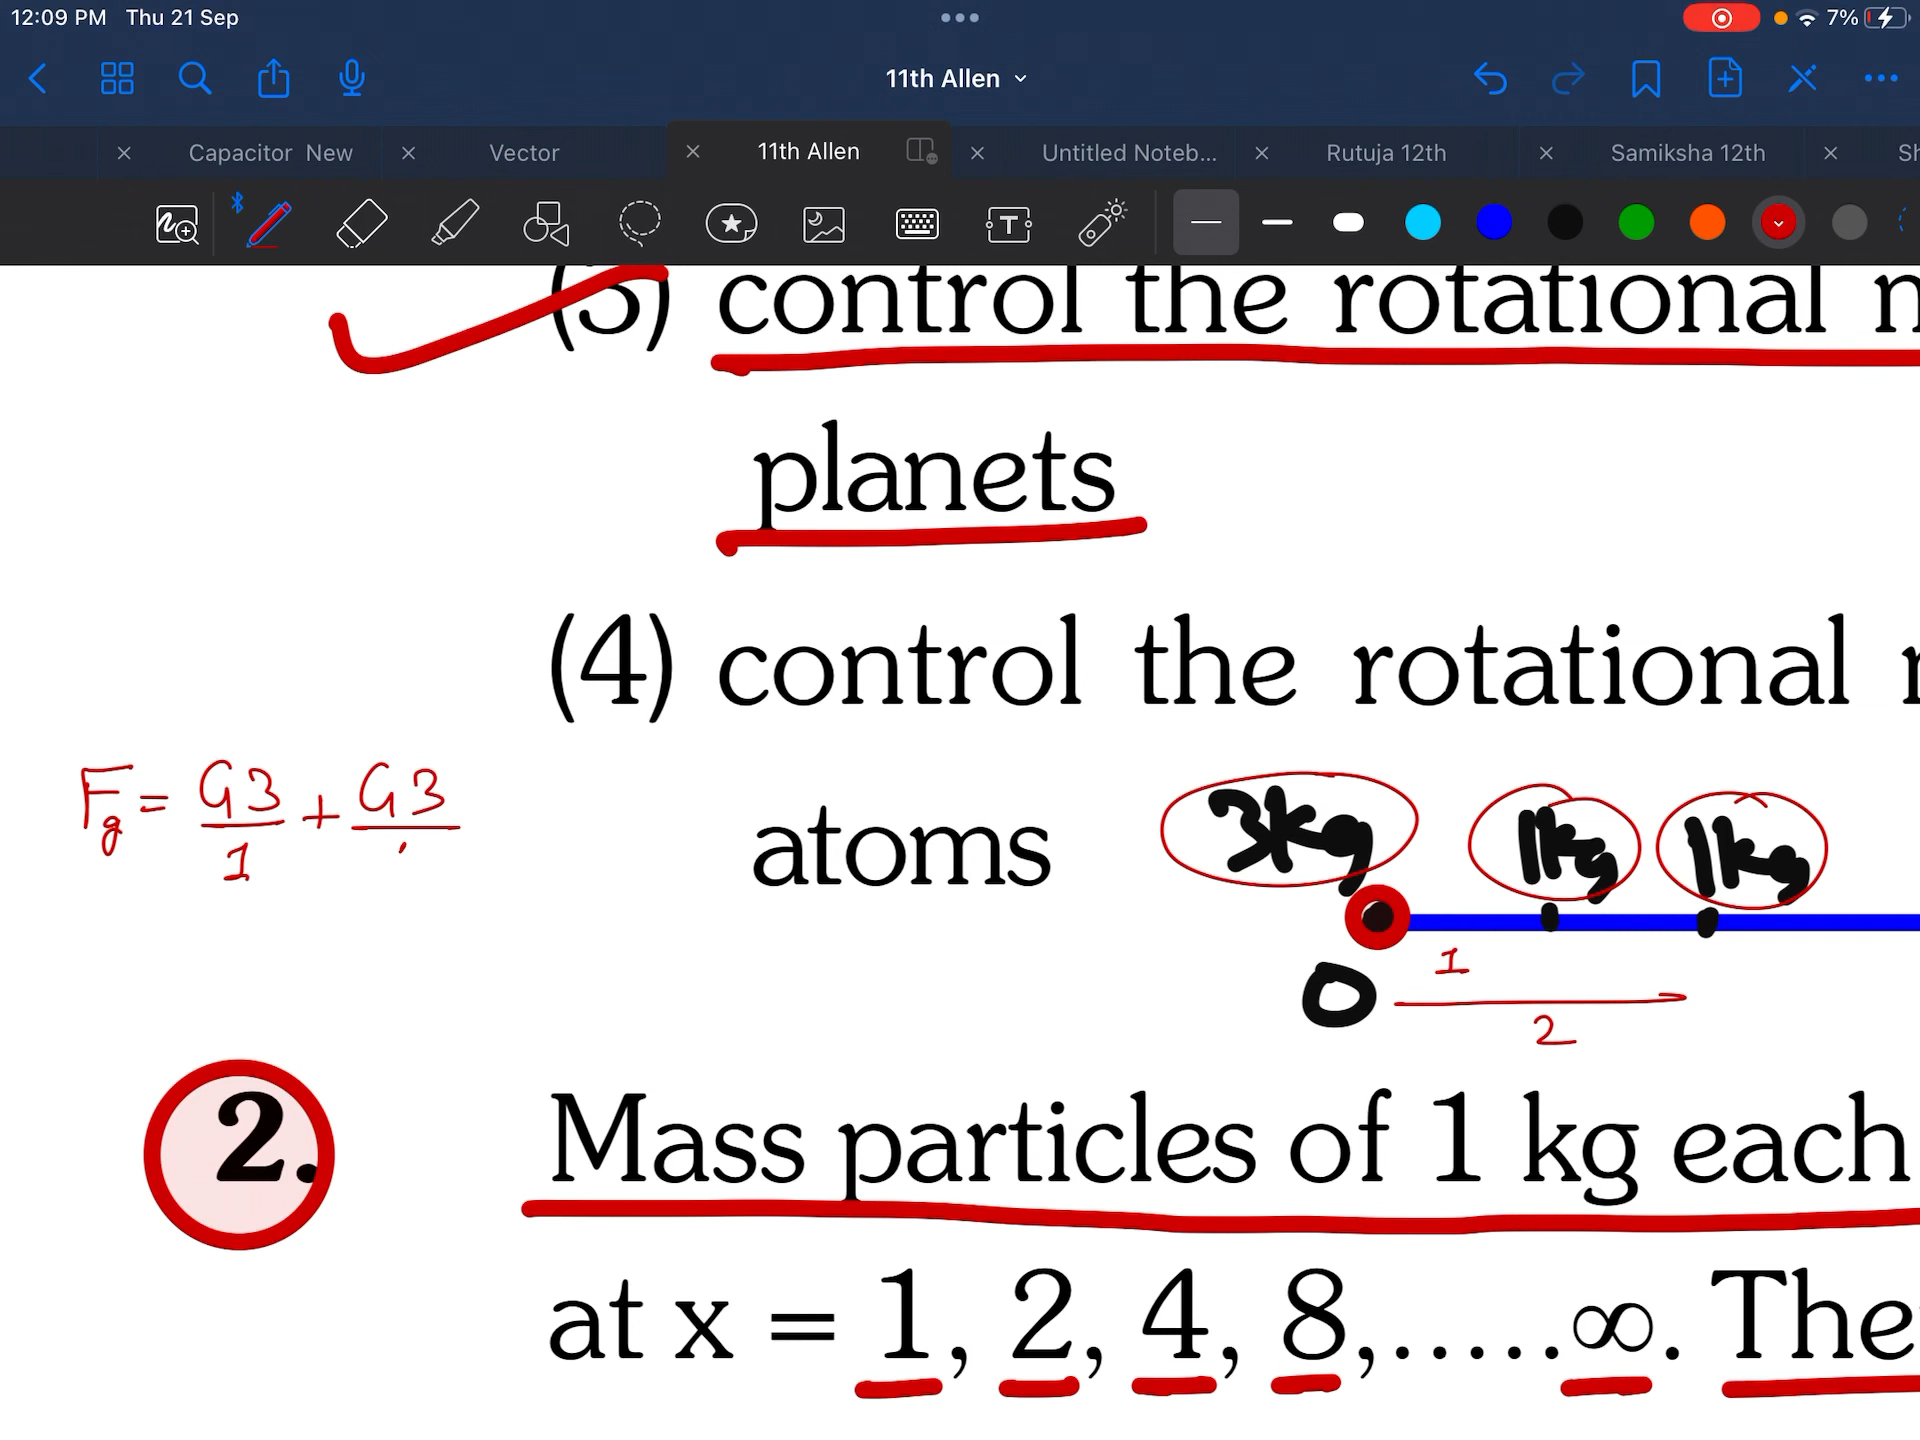 12:09 PM Thu 21 Sep 7%
11th Allen
Capacitor New Vector 11th Allen Untitled Noteb... Rutuja 12th Samiksha 12th Sh
T
(3) control the rotational
planets
(4) control the rotational
atoms 3kg 1kg 1kg
Fg = G3/1 + G3
1
0
2
2. Mass particles of 1 kg each
at x = 1, 2, 4, 8,.....∞. The